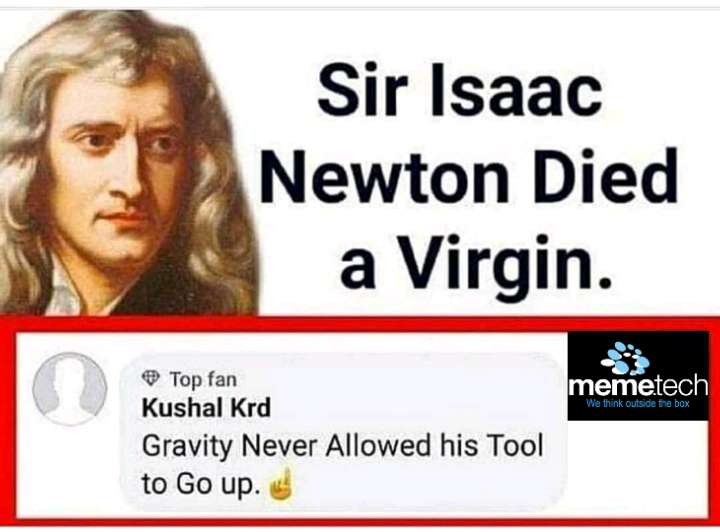 Sir Isaac
Newton Died
a Virgin.
Top fan
Kushal Krd
Gravity Never Allowed his Tool
to Go up. ☝
memetech
We think outside the box